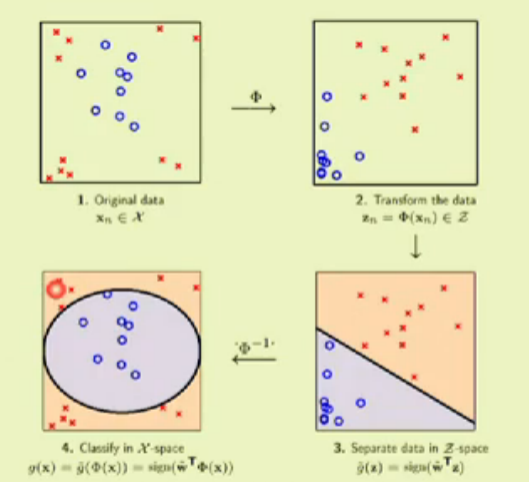 Φ
1. Original data
xₙ ∈ 𝒳
2. Transform the data
zₙ = Φ(xₙ) ∈ 𝒵
↓
'Φ⁻¹'
4. Classify in 𝒳-space
g(x) = g̃(Φ(x)) = sign(w̃ᵀΦ(x))
3. Separate data in 𝒵-space
g̃(z) = sign(w̃ᵀz)